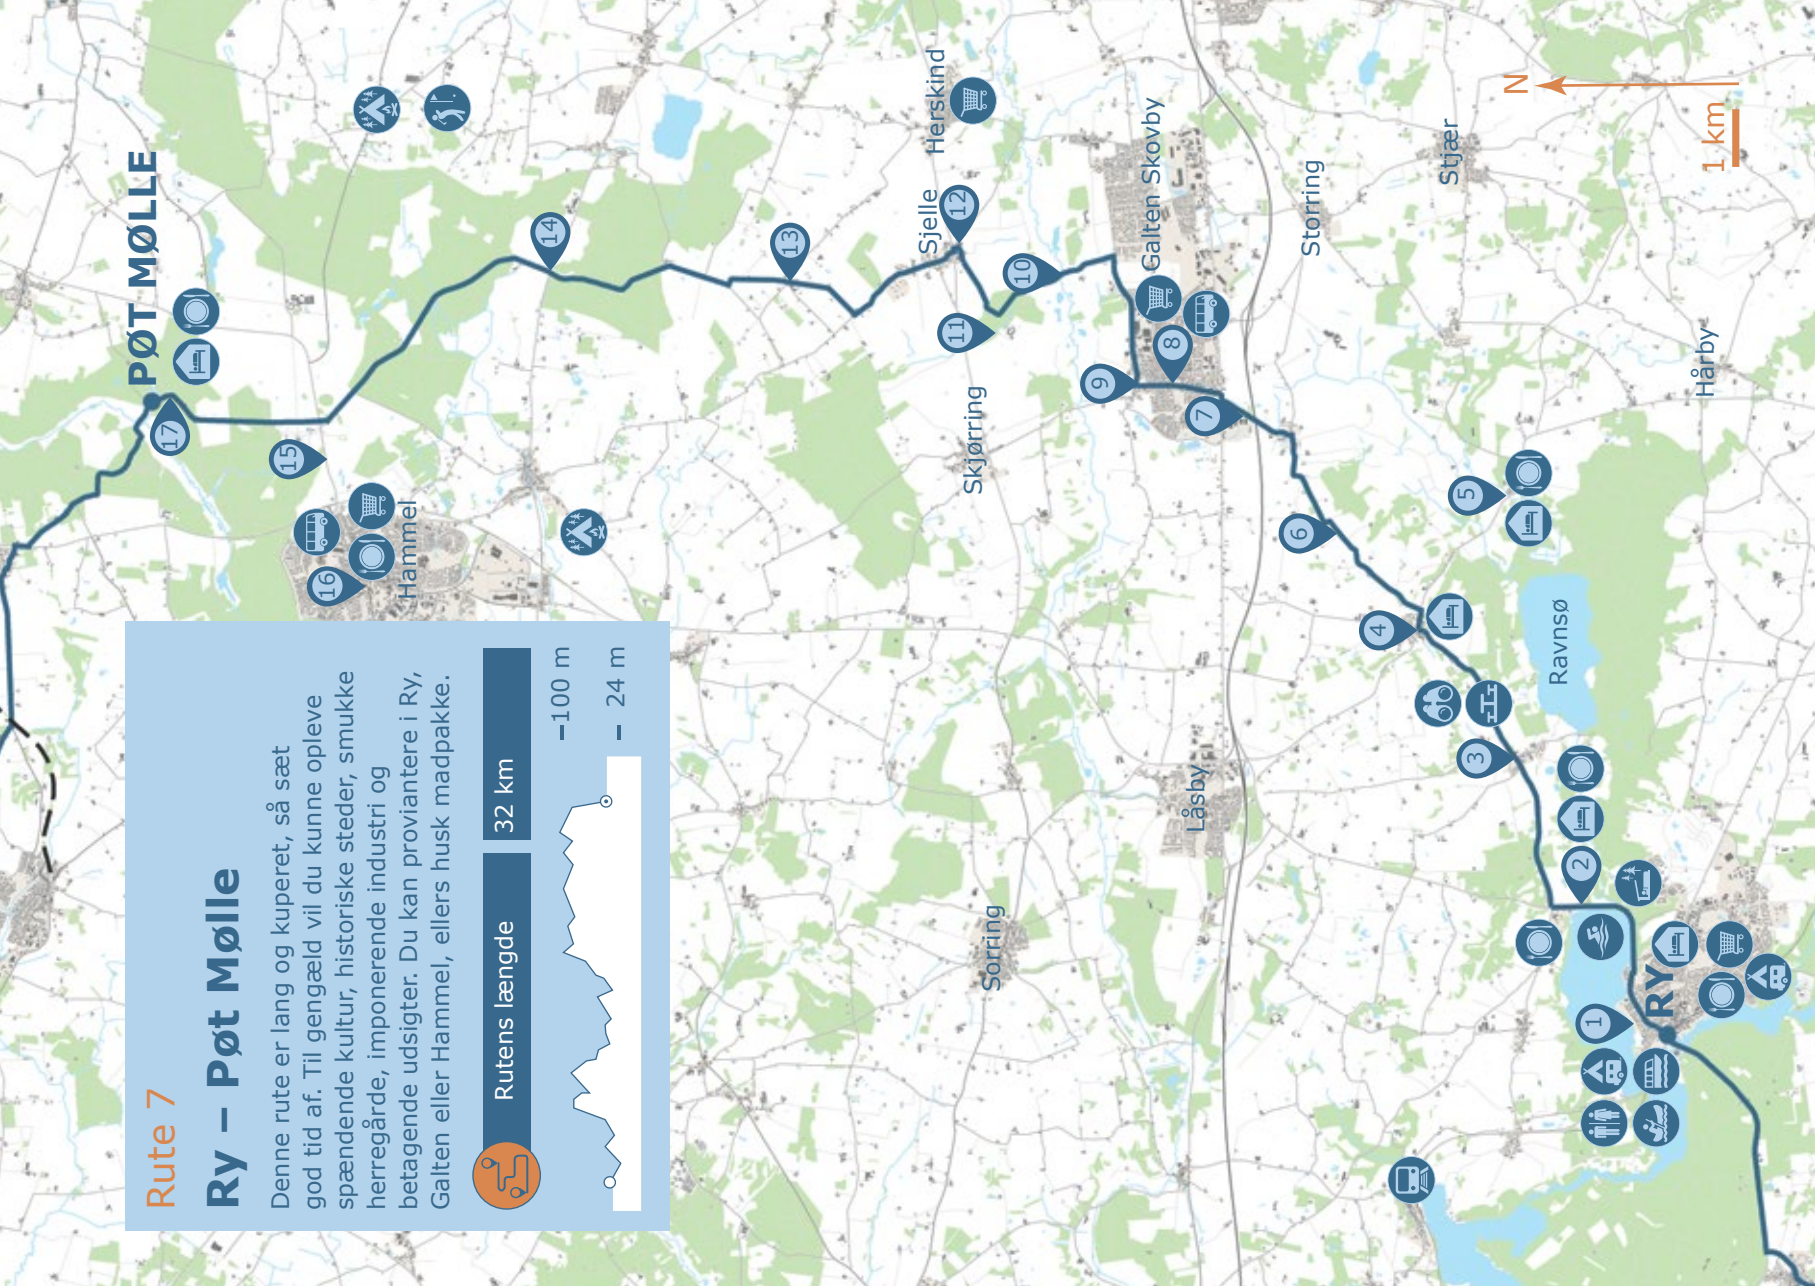 Rute 7
Ry – Pøt Mølle
Denne rute er lang og kuperet, så sæt
god tid af. Til gengæld vil du kunne opleve
spændende kultur, historiske steder, smukke
herregårde, imponerende industri og
betagende udsigter. Du kan proviantere i Ry,
Galten eller Hammel, ellers husk madpakke.
Rutens længde
32 km
100 m
24 m
PØT MØLLE
17
15
16
Hammel
14
13
Herskind
Sjelle
12
11
10
Skjørring
Galten Skovby
9
8
7
Storring
Stjær
N
1 km
6
5
Hårby
4
Ravnsø
3
Låsby
2
Sorring
1
RY